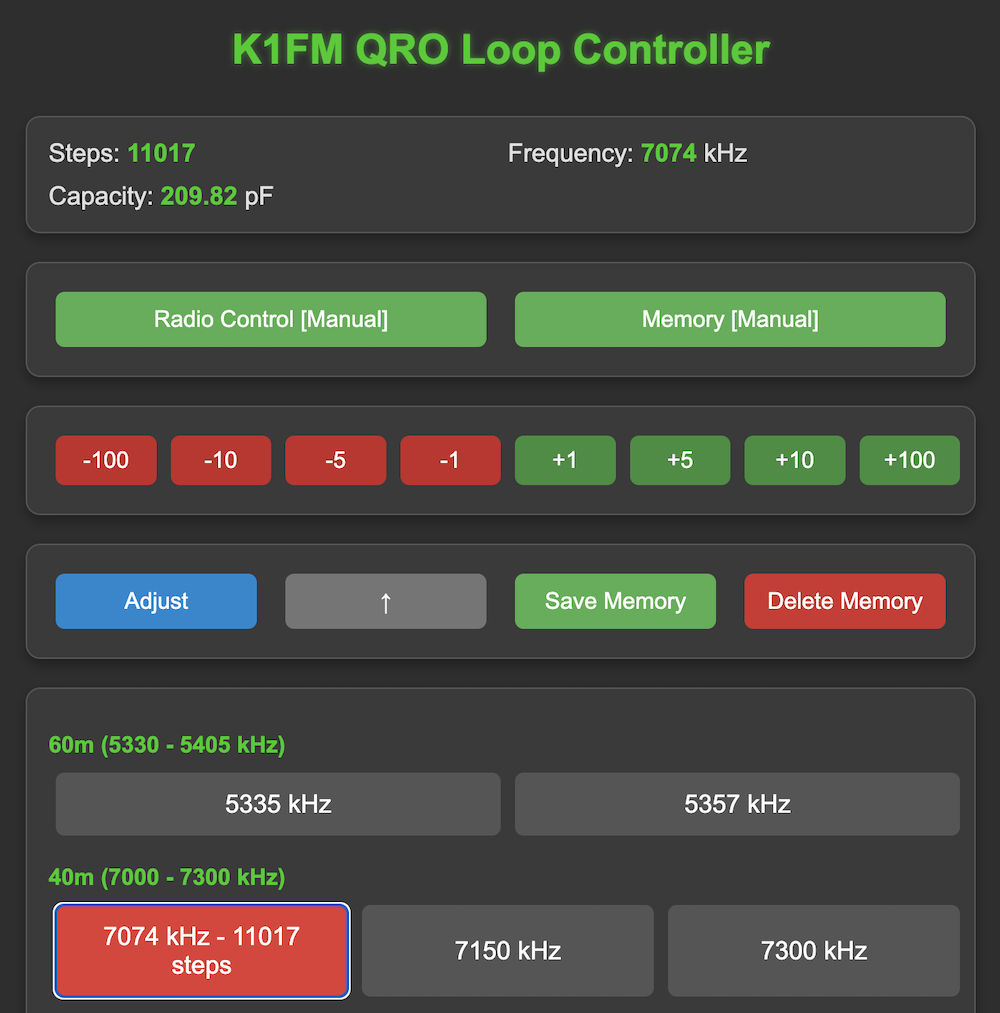 K1FM QRO Loop Controller
Steps: 11017
Frequency: 7074 kHz
Capacity: 209.82 pF
Radio Control [Manual]
Memory [Manual]
-100
-10
-5
-1
+1
+5
+10
+100
Adjust
↑
Save Memory
Delete Memory
60m (5330 - 5405 kHz)
5335 kHz
5357 kHz
40m (7000 - 7300 kHz)
7074 kHz - 11017
steps
7150 kHz
7300 kHz